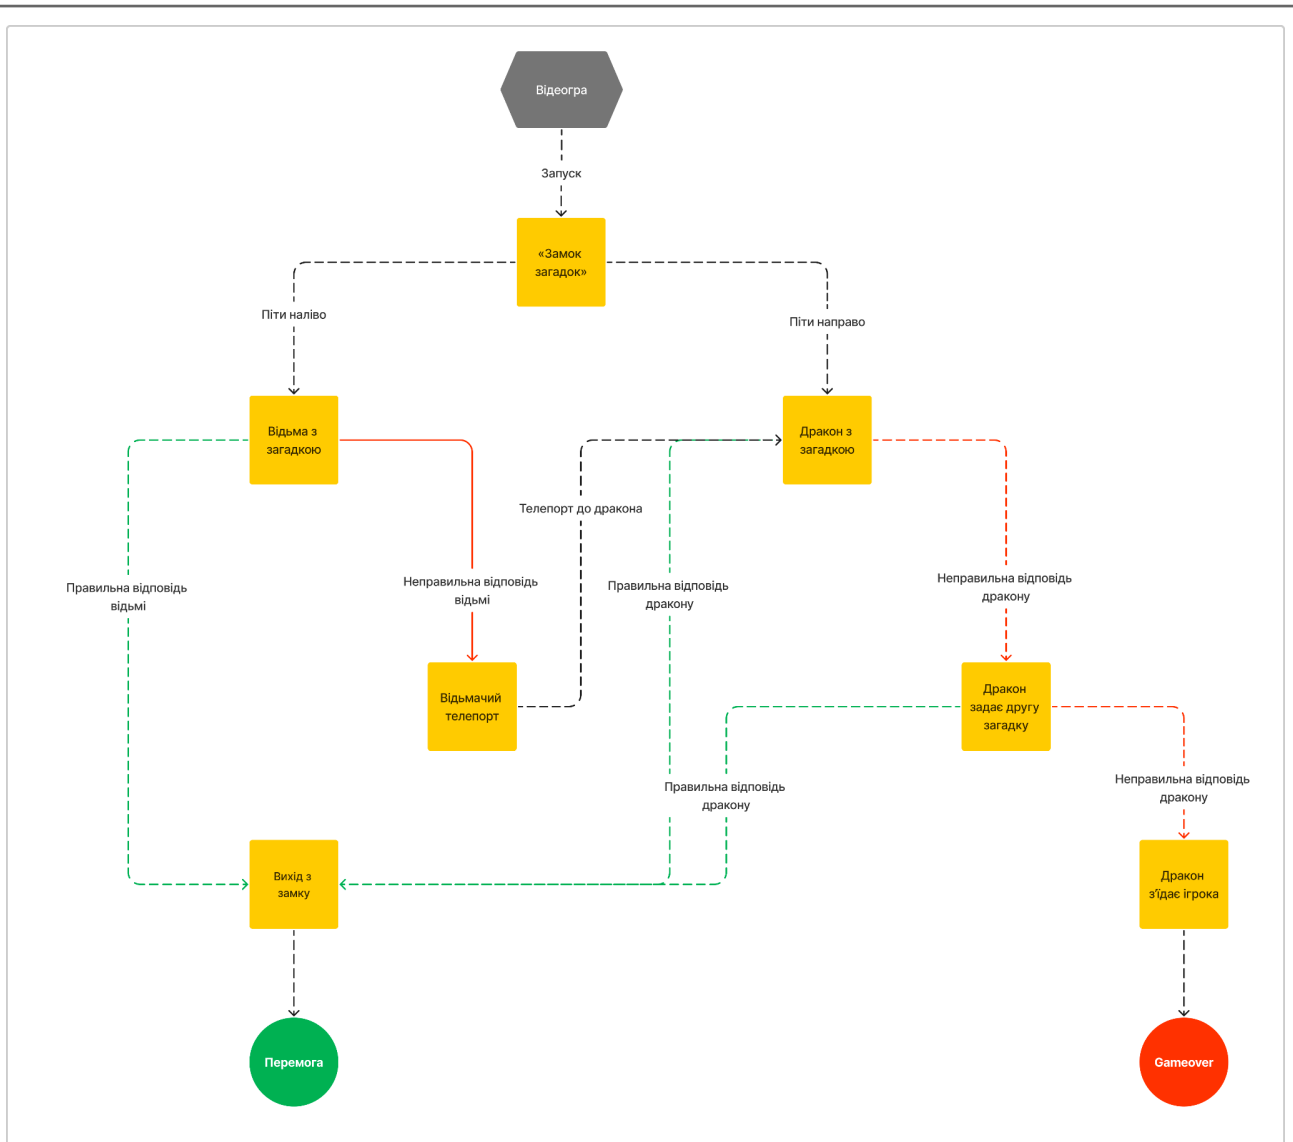 Відеогра
Запуск
«Замок
загадок»
Піти наліво
Піти направо
Відьма з
загадкою
Дракон з
загадкою
Телепорт до дракона
Правильна відповідь
відьмі
Неправильна відповідь
відьмі
Правильна відповідь
дракону
Неправильна відповідь
дракону
Відьмачий
телепорт
Дракон
задає другу
загадку
Правильна відповідь
дракону
Неправильна відповідь
дракону
Вихід з
замку
Дракон
з’їдає ігрока
Перемога
Gameover